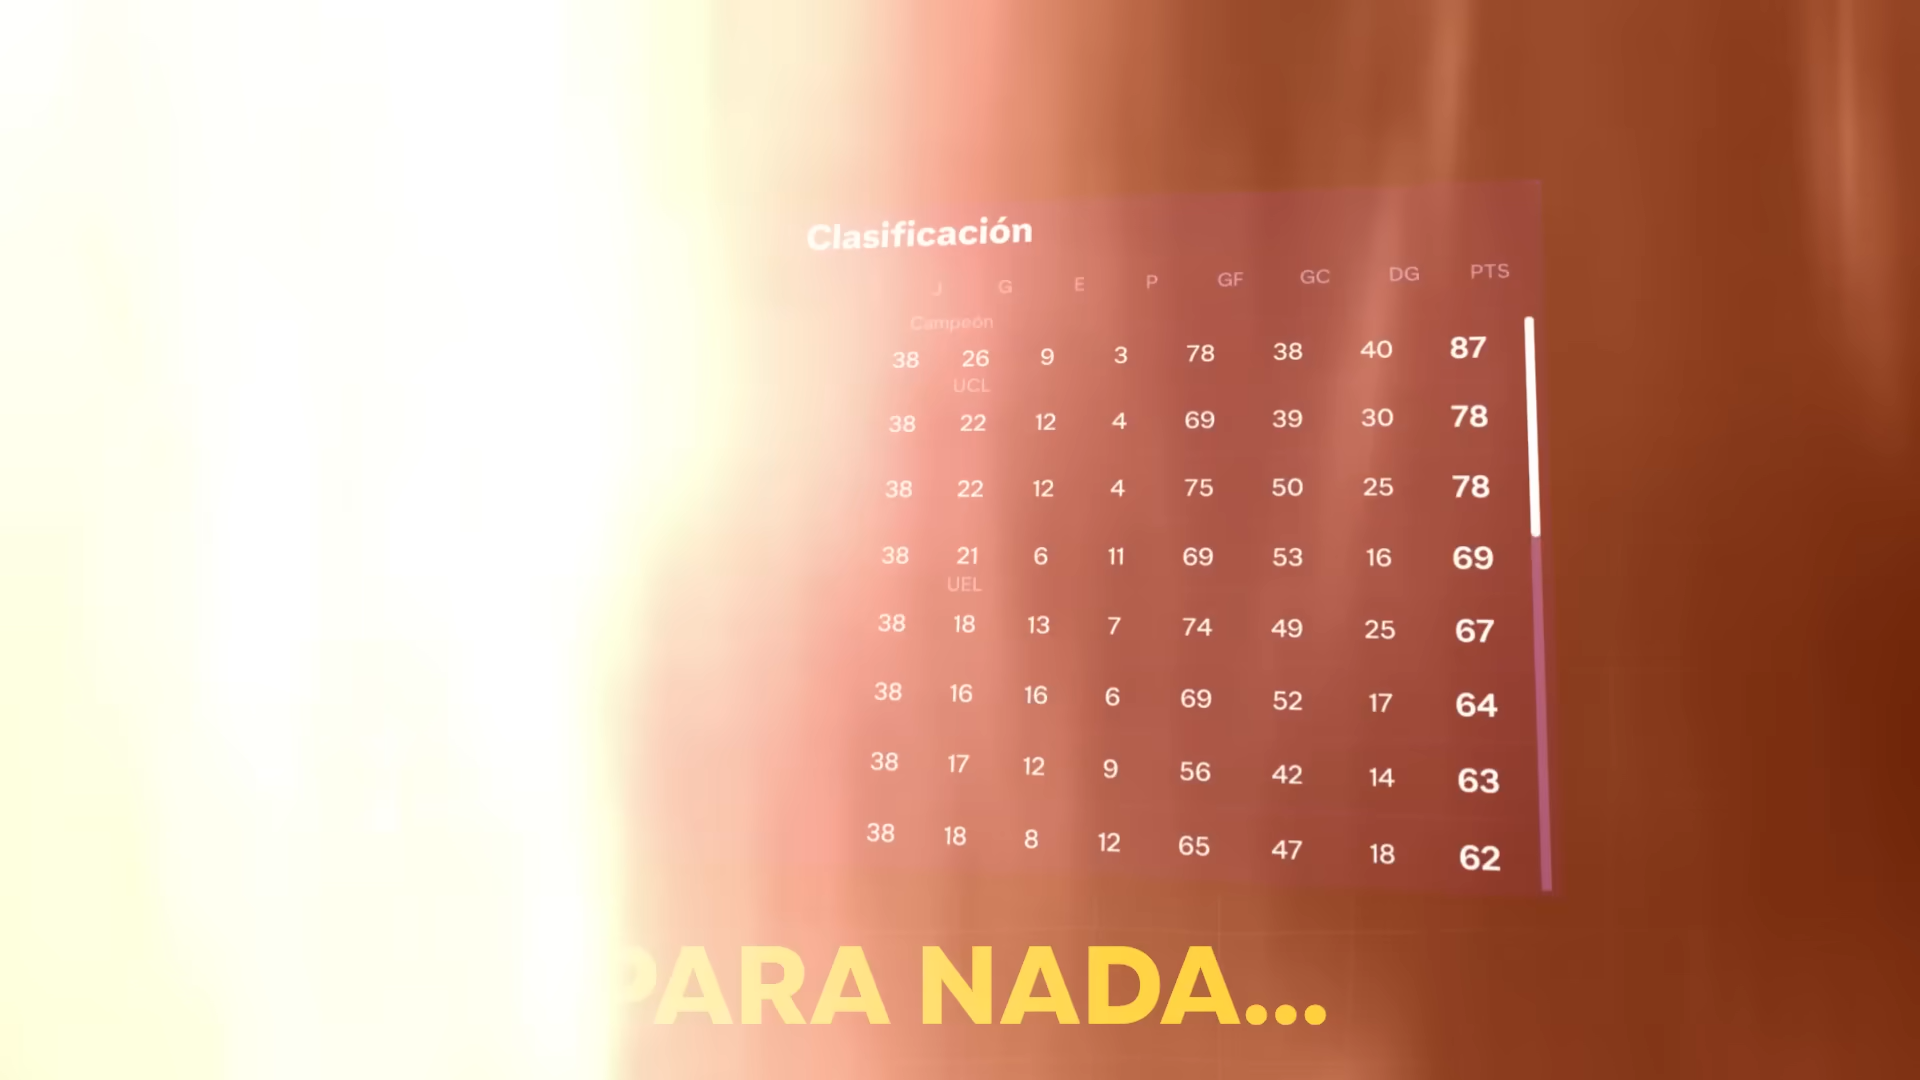 Clasificación
J G E P GF GC DG PTS
Campeón
38 26 9 3 78 38 40 87
UCL
38 22 12 4 69 39 30 78
38 22 12 4 75 50 25 78
38 21 6 11 69 53 16 69
UEL
38 18 13 7 74 49 25 67
38 16 16 6 69 52 17 64
38 17 12 9 56 42 14 63
38 18 8 12 65 47 18 62
PARA NADA...